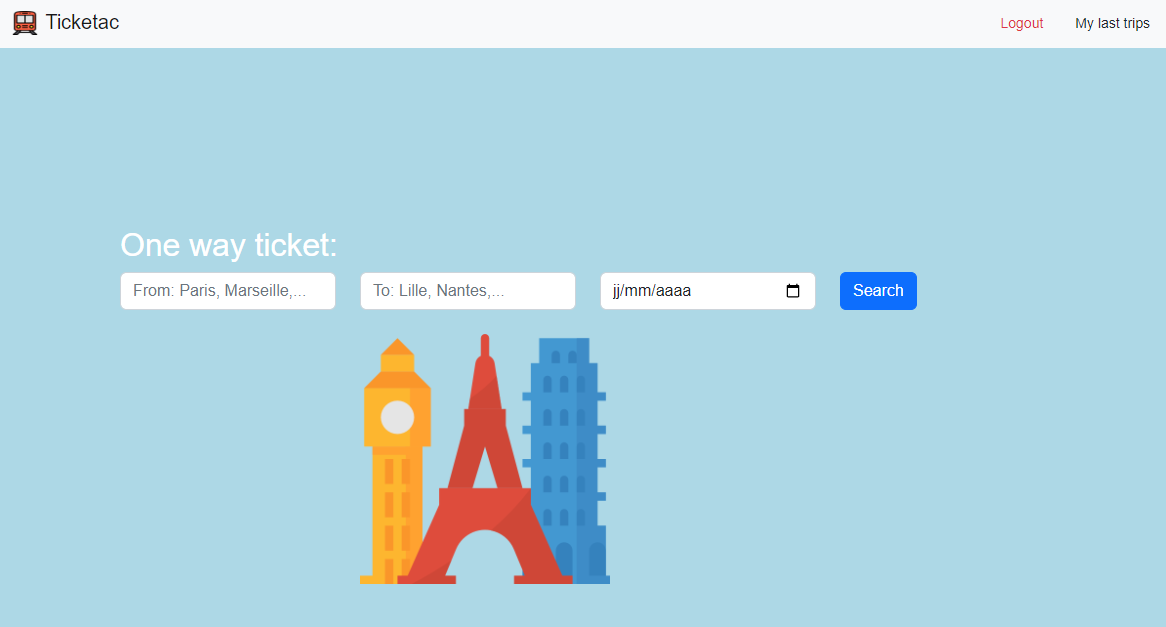 Ticketac
Logout
My last trips
One way ticket:
From: Paris, Marseille,...
To: Lille, Nantes,...
jj/mm/aaaa
Search